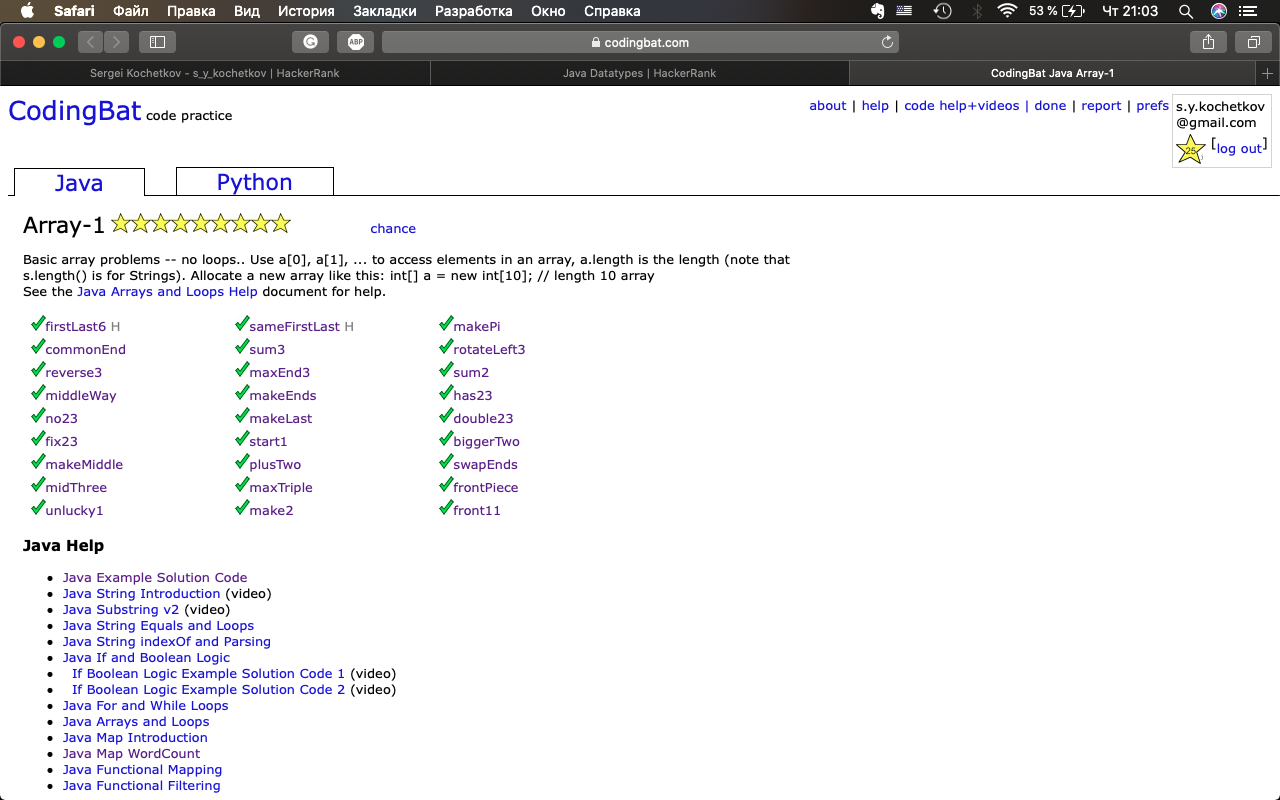 Safari Файл Правка Вид История Закладки Разработка Окно Справка 53 % Чт 21:03
ABP codingbat.com
Sergei Kochetkov - s_y_kochetkov | HackerRank Java Datatypes | HackerRank CodingBat Java Array-1 +
CodingBat code practice
about | help | code help+videos | done | report | prefs
s.y.kochetkov
@gmail.com
25 [log out]
Java Python
Array-1 chance
Basic array problems -- no loops.. Use a[0], a[1], ... to access elements in an array, a.length is the length (note that
s.length() is for Strings). Allocate a new array like this: int[] a = new int[10]; // length 10 array
See the Java Arrays and Loops Help document for help.
firstLast6 H sameFirstLast H makePi
commonEnd sum3 rotateLeft3
reverse3 maxEnd3 sum2
middleWay makeEnds has23
no23 makeLast double23
fix23 start1 biggerTwo
makeMiddle plusTwo swapEnds
midThree maxTriple frontPiece
unlucky1 make2 front11
Java Help
Java Example Solution Code
Java String Introduction (video)
Java Substring v2 (video)
Java String Equals and Loops
Java String indexOf and Parsing
Java If and Boolean Logic
If Boolean Logic Example Solution Code 1 (video)
If Boolean Logic Example Solution Code 2 (video)
Java For and While Loops
Java Arrays and Loops
Java Map Introduction
Java Map WordCount
Java Functional Mapping
Java Functional Filtering